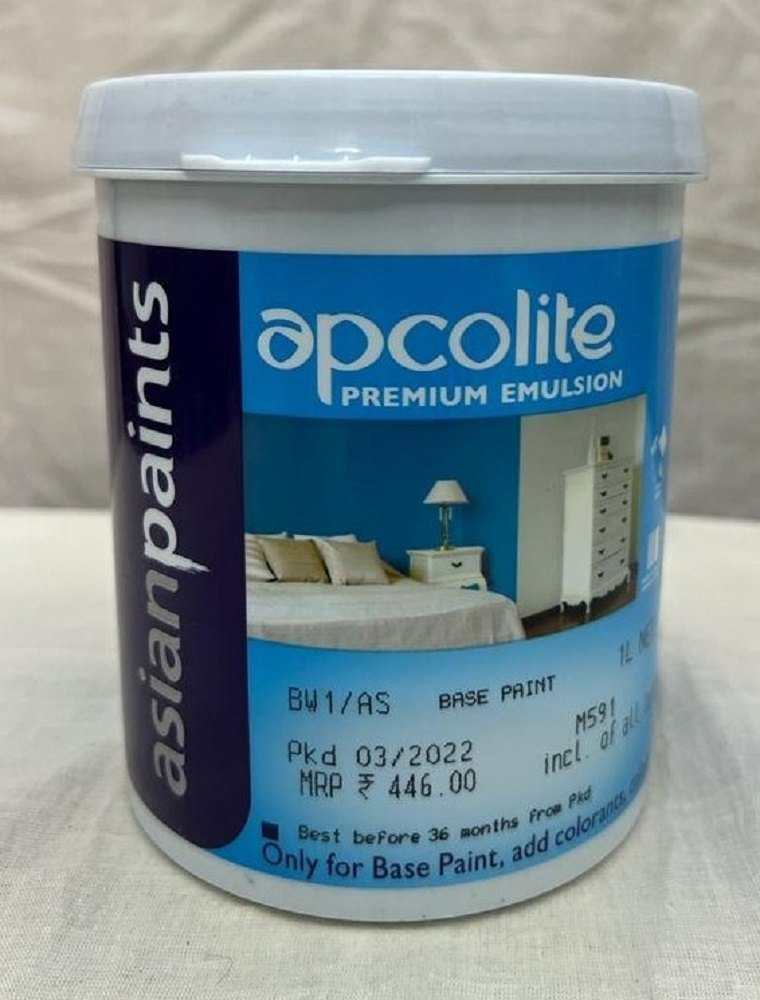 asianpaints
apcolite
PREMIUM EMULSION
1L
BW1/AS BASE PAINT
M591
Pkd 03/2022
incl. of all
MRP ₹ 446.00
Best before 36 months from Pkd
Only for Base Paint, add colorants,